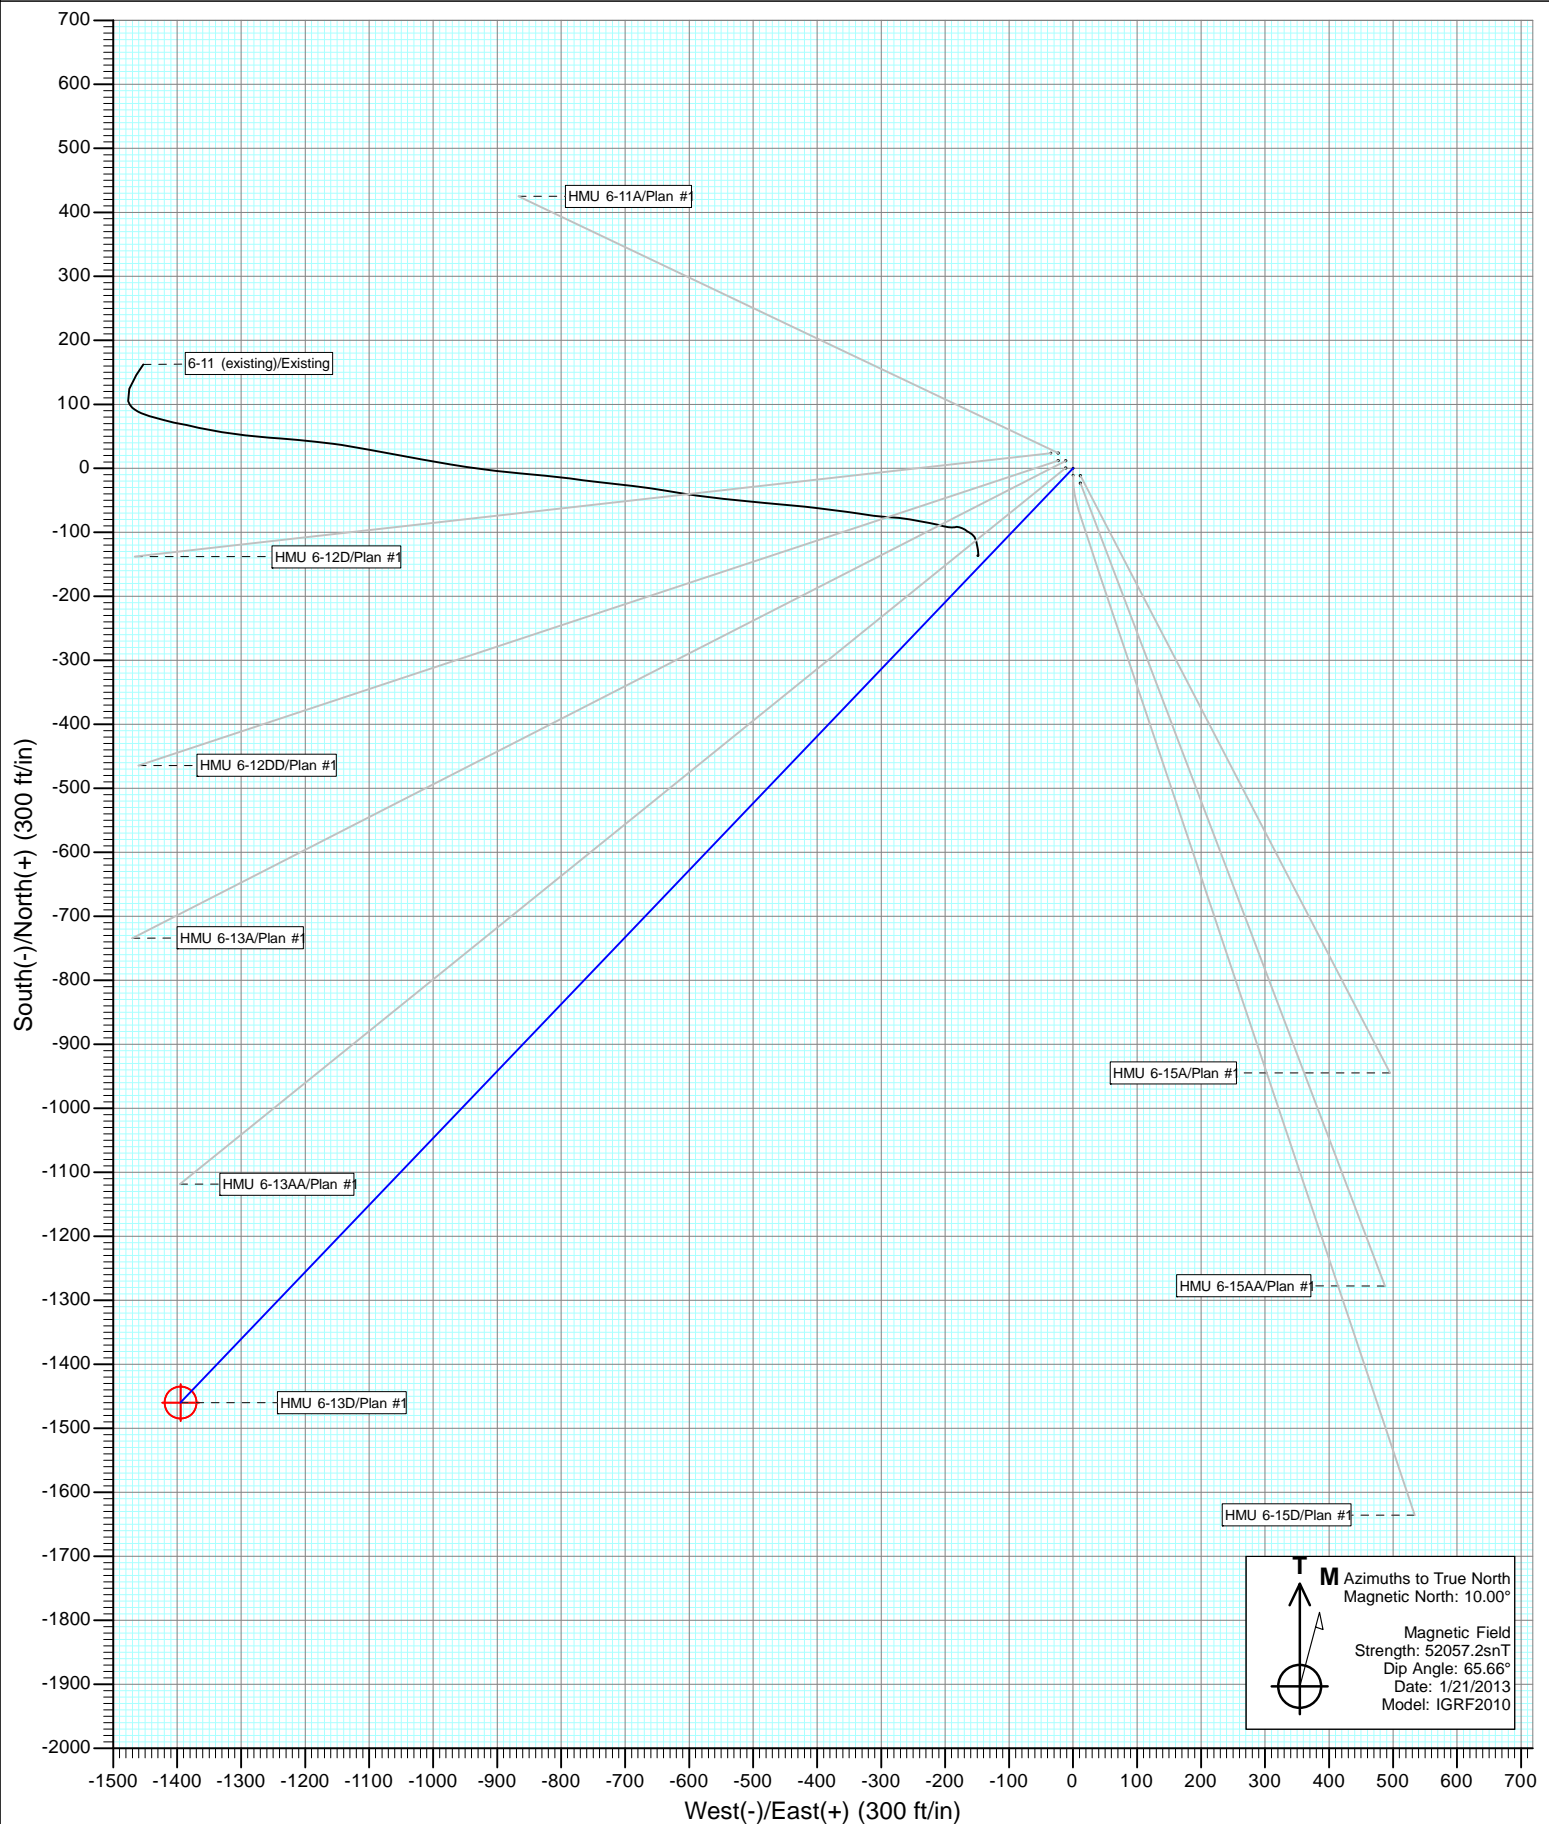 700
600
500
400
300
200
100
0
-100
-200
-300
-400
-500
-600
-700
-800
-900
-1000
-1100
-1200
-1300
-1400
-1500
-1600
-1700
-1800
-1900
-2000
South(-)/North(+) (300 ft/in)
HMU 6-11A/Plan #1
6-11 (existing)/Existing
HMU 6-12D/Plan #1
HMU 6-12DD/Plan #1
HMU 6-13A/Plan #1
HMU 6-15A/Plan #1
HMU 6-13AA/Plan #1
HMU 6-15AA/Plan #1
HMU 6-13D/Plan #1
HMU 6-15D/Plan #1
T
M
Azimuths to True North
Magnetic North: 10.00°
Magnetic Field
Strength: 52057.2snT
Dip Angle: 65.66°
Date: 1/21/2013
Model: IGRF2010
-1500 -1400 -1300 -1200 -1100 -1000 -900 -800 -700 -600 -500 -400 -300 -200 -100 0 100 200 300 400 500 600 700
West(-)/East(+) (300 ft/in)